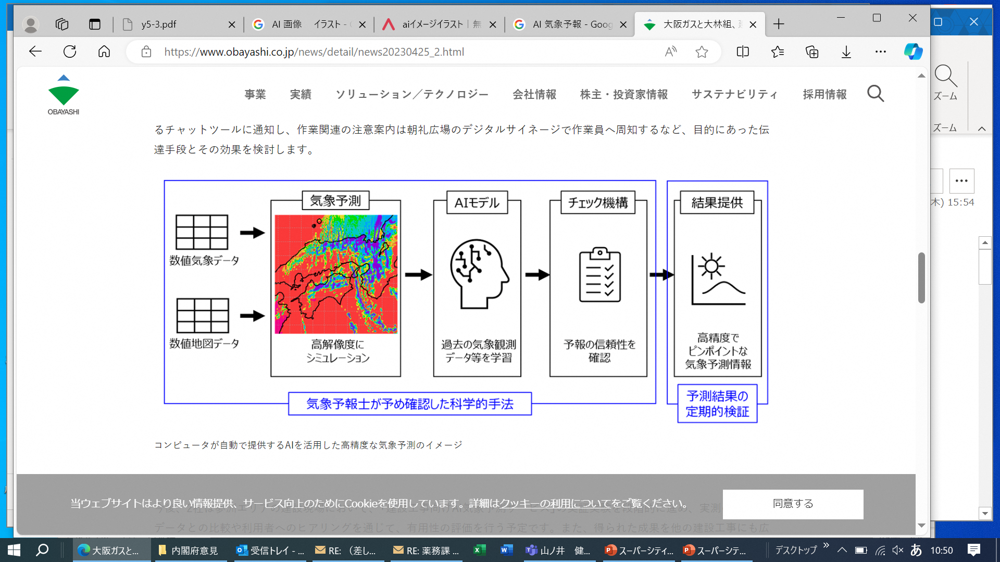 y5-3.pdf
AI 画像 イラスト -
aiイメージイラスト｜無
AI 気象予報 - Goog
大阪ガスと大林組、
https://www.obayashi.co.jp/news/detail/news20230425_2.html
OBAYASHI
事業 実績 ソリューション／テクノロジー 会社情報 株主・投資家情報 サステナビリティ 採用情報
ズーム
ズーム
るチャットツールに通知し、作業関連の注意案内は朝礼広場のデジタルサイネージで作業員へ周知するなど、目的にあった伝
達手段とその効果を検討します。
木) 15:54
数値気象データ
数値地図データ
気象予測
高解像度に
シミュレーション
AIモデル
過去の気象観測
データ等を学習
チェック機構
予報の信頼性を
確認
結果提供
高精度で
ピンポイントな
気象予測情報
気象予報士が予め確認した科学的手法
予測結果の
定期的検証
コンピュータが自動で提供するAIを活用した高精度な気象予測のイメージ
当ウェブサイトはより良い情報提供、サービス向上のためにCookieを使用しています。詳細はクッキーの利用についてをご覧ください。
同意する
データとの比較や利用者へのヒアリングを通じて、有用性の評価を行う予定です。また、得られた成果を他の建設工事にも広
大阪ガスと...
内閣府意見
受信トレイ - ...
RE: （差し...
RE: 薬務課 ...
山ノ井 健...
スーパーシティ...
スーパーシテ...
デスクトップ
あ
10:50